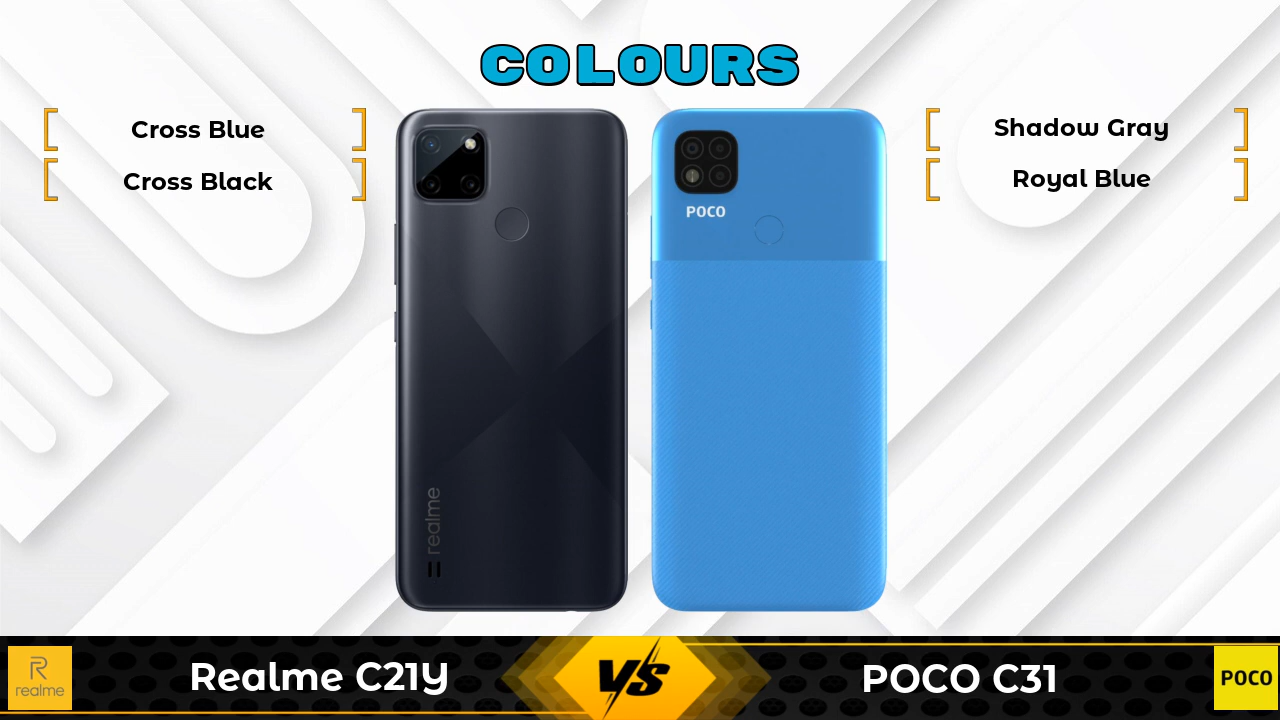 COLOURS
Cross Blue
Cross Black
Shadow Gray
Royal Blue
POCO
realme
R
realme
Realme C21Y
VS
POCO C31
POCO